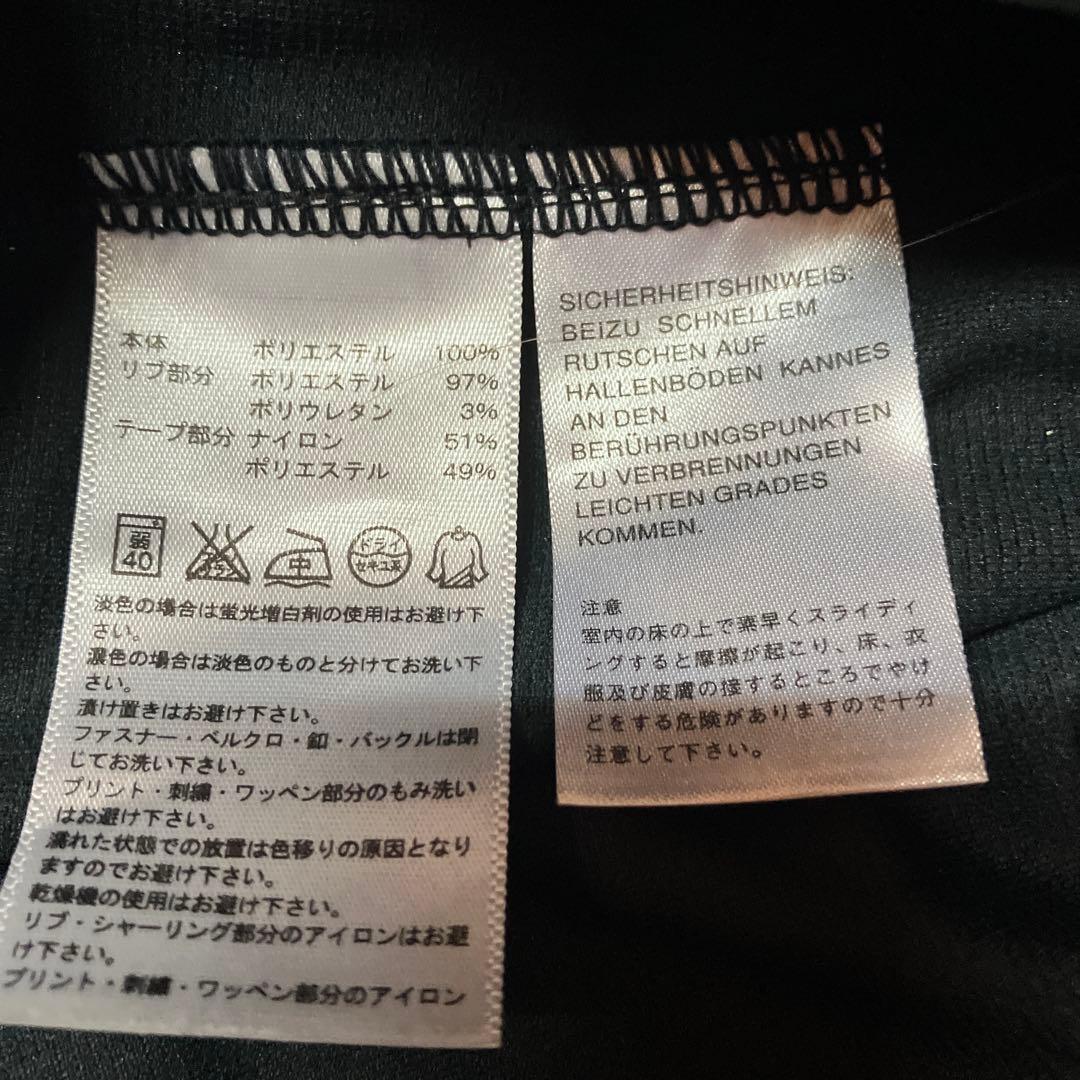 本体 ポリエステル 100%
リブ部分 ポリエステル 97%
ポリウレタン 3%
テープ部分 ナイロン 51%
ポリエステル 49%
弱
40
中
ドライ
セキユ系
淡色の場合は蛍光増白剤の使用はお避け下
さい。
濃色の場合は淡色のものと分けてお洗い下
さい。
漬け置きはお避け下さい。
ファスナー・ベルクロ・釦・バックルは閉
じてお洗い下さい。
プリント・刺繍・ワッペン部分のもみ洗い
はお避け下さい。
濡れた状態での放置は色移りの原因となり
ますのでお避け下さい。
乾燥機の使用はお避け下さい。
リブ・シャーリング部分のアイロンはお避
け下さい。
プリント・刺繍・ワッペン部分のアイロン
SICHERHEITSHINWEIS:
BEIZU SCHNELLEM
RUTSCHEN AUF
HALLENBÖDEN KANNES
AN DEN
BERÜHRUNGSPUNKTEN
ZU VERBRENNUNGEN
LEICHTEN GRADES
KOMMEN.
注意
室内の床の上で素早くスライディ
ングすると摩擦が起こり、床、衣
服及び皮膚の接するところでやけ
どをする危険がありますので十分
注意して下さい。